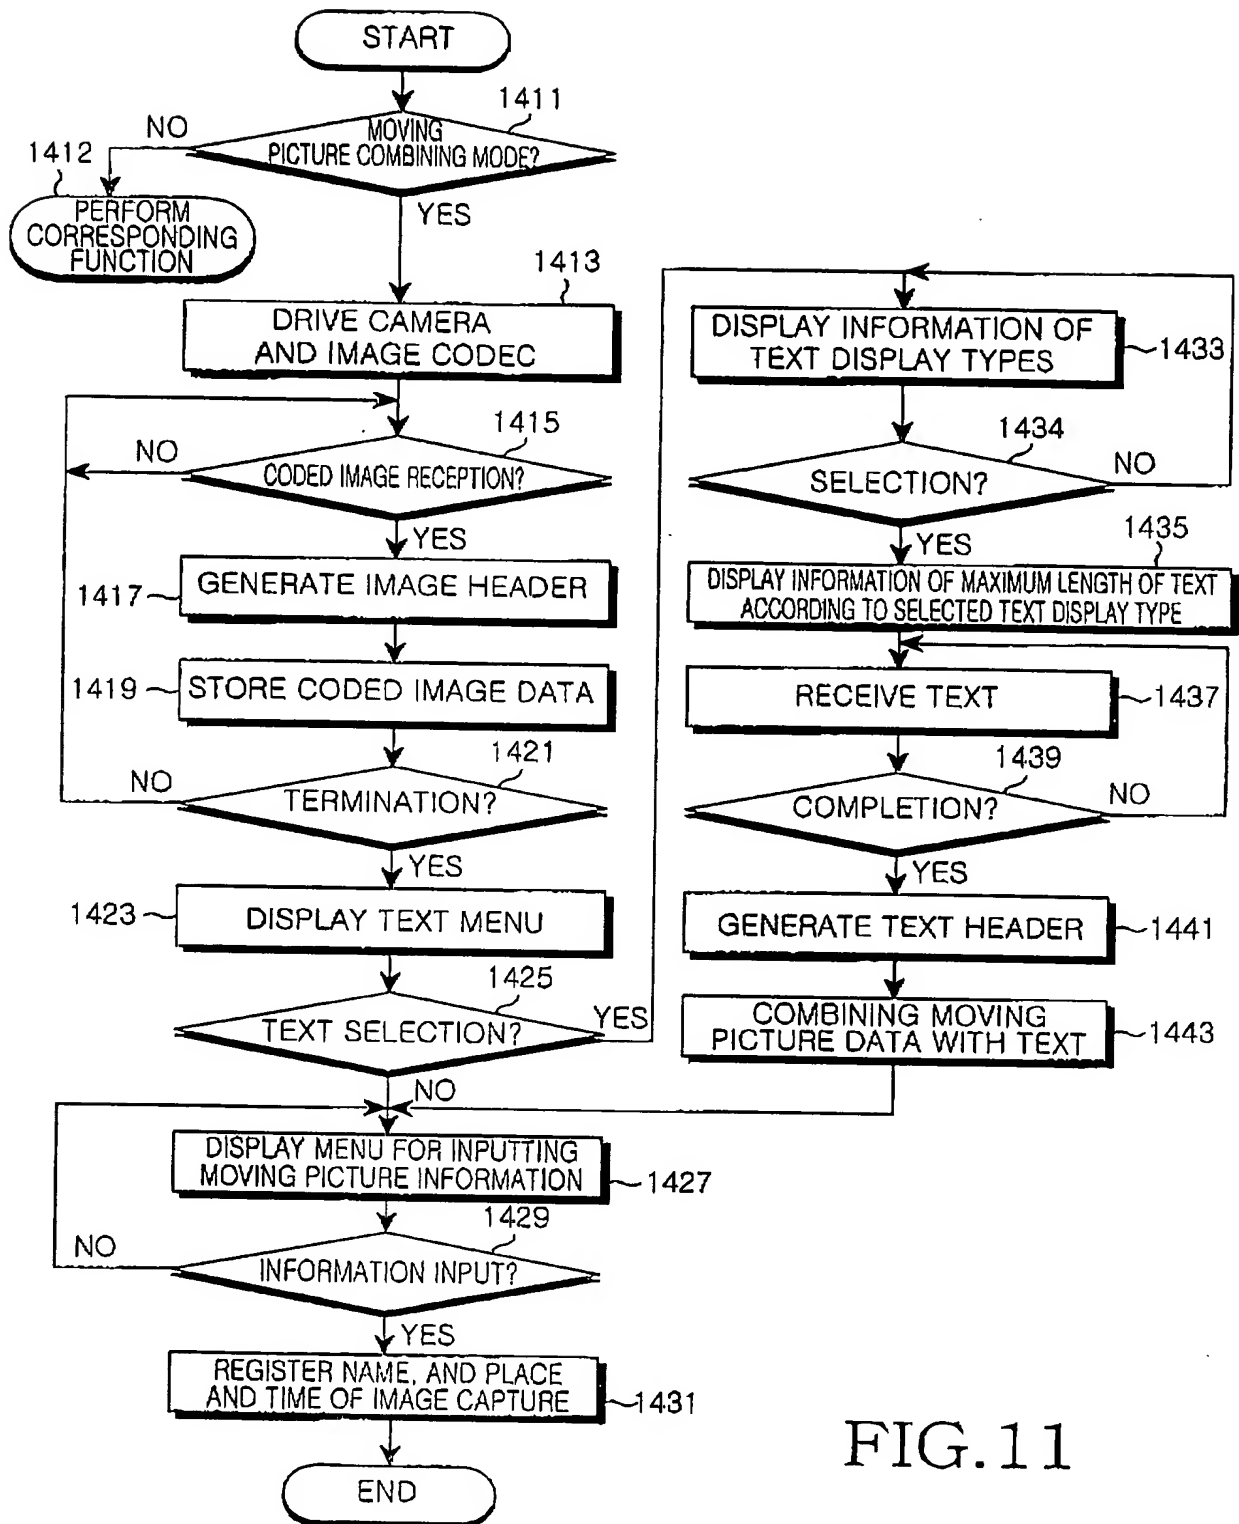 START
1411
MOVING
PICTURE COMBINING MODE?
NO
1412
PERFORM
CORRESPONDING
FUNCTION
YES
1413
DRIVE CAMERA
AND IMAGE CODEC
1415
NO
CODED IMAGE RECEPTION?
YES
1417
GENERATE IMAGE HEADER
1419
STORE CODED IMAGE DATA
1421
NO
TERMINATION?
YES
1423
DISPLAY TEXT MENU
1425
TEXT SELECTION?
YES
NO
DISPLAY MENU FOR INPUTTING
MOVING PICTURE INFORMATION
1427
1429
NO
INFORMATION INPUT?
YES
REGISTER NAME, AND PLACE
AND TIME OF IMAGE CAPTURE
1431
END
DISPLAY INFORMATION OF
TEXT DISPLAY TYPES
1433
1434
SELECTION?
NO
YES
1435
DISPLAY INFORMATION OF MAXIMUM LENGTH OF TEXT
ACCORDING TO SELECTED TEXT DISPLAY TYPE
RECEIVE TEXT
1437
1439
COMPLETION?
NO
YES
GENERATE TEXT HEADER
1441
COMBINING MOVING
PICTURE DATA WITH TEXT
1443
FIG.11